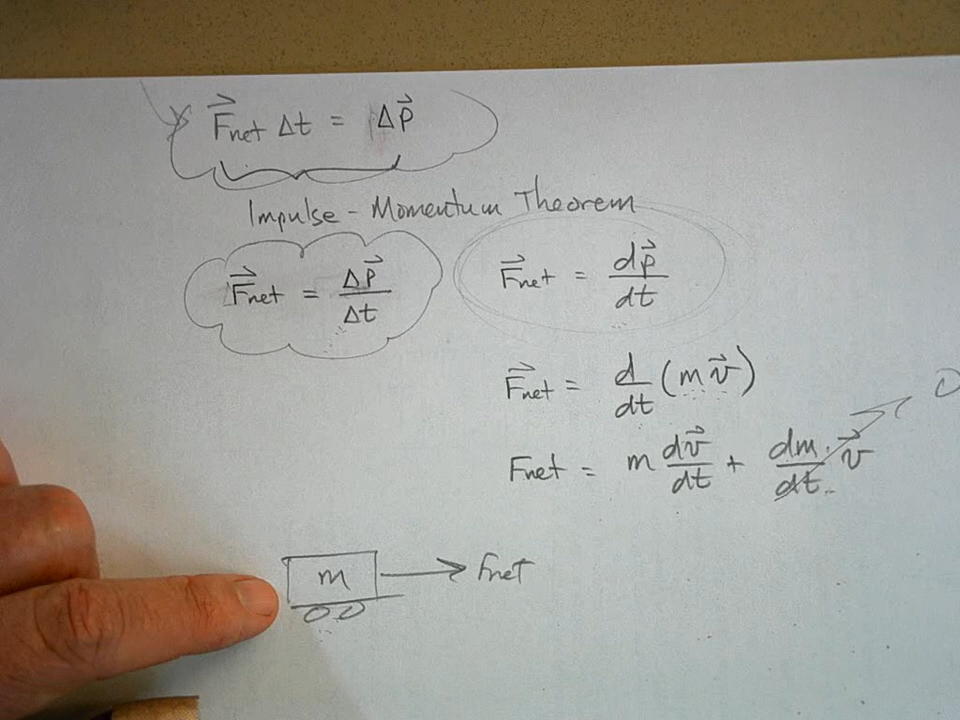 F⃗net Δt = Δp⃗
Impulse - Momentum Theorem
F⃗net = Δp⃗/Δt
F⃗net = dp⃗/dt
F⃗net = d/dt (mv⃗)
Fnet = m dv⃗/dt + dm/dt · v⃗ → 0
m → Fnet